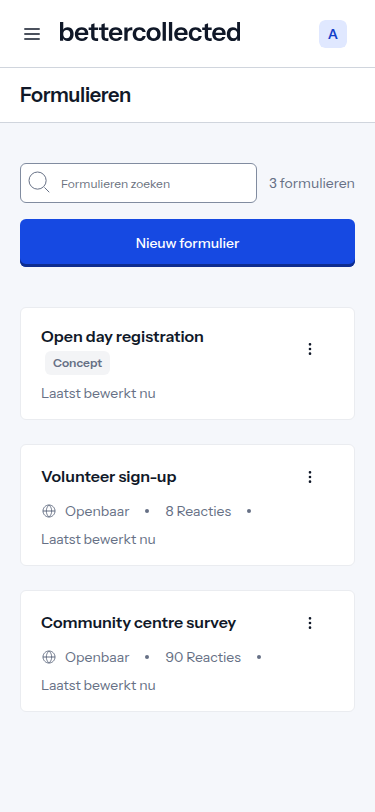 bettercollected
A
Formulieren
Formulieren zoeken
3 formulieren
Nieuw formulier
Open day registration
Concept
Laatst bewerkt nu
Volunteer sign-up
Openbaar • 8 Reacties •
Laatst bewerkt nu
Community centre survey
Openbaar • 90 Reacties •
Laatst bewerkt nu